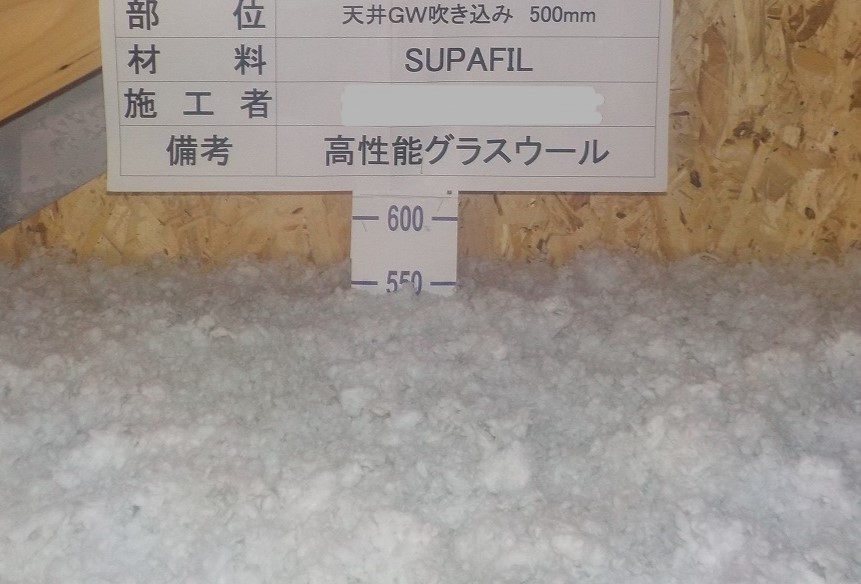 部 位 天井GW吹き込み 500mm
材 料 SUPAFIL
施 工 者
備考 高性能グラスウール
600
550